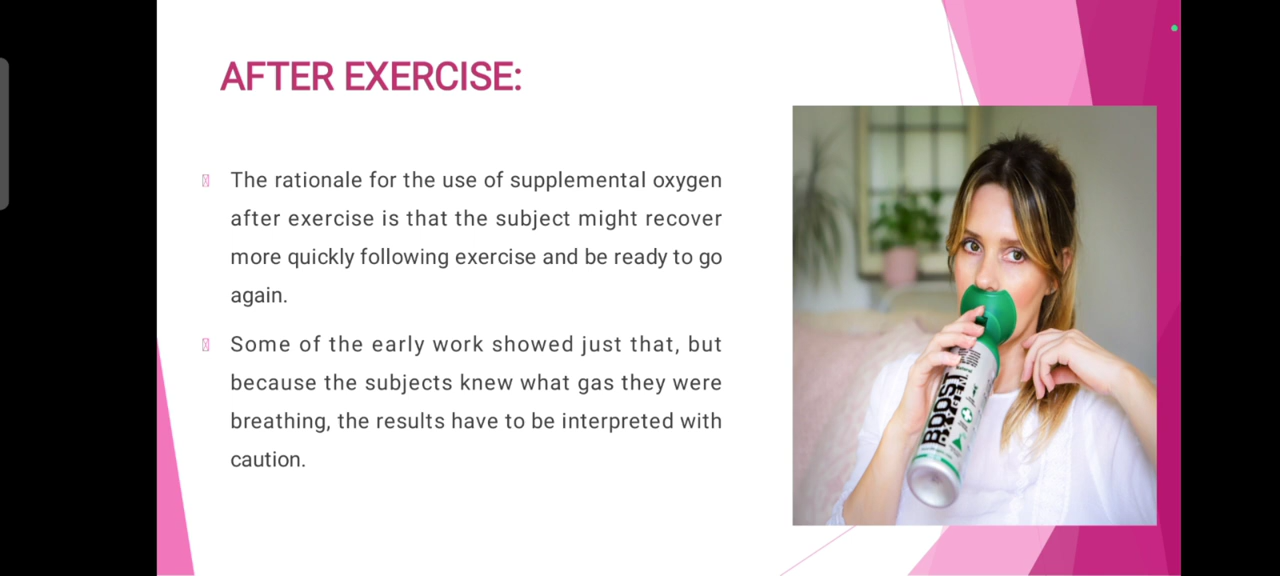 AFTER EXERCISE:
The rationale for the use of supplemental oxygen
after exercise is that the subject might recover
more quickly following exercise and be ready to go
again.
Some of the early work showed just that, but
because the subjects knew what gas they were
breathing, the results have to be interpreted with
caution.
BOOST
OXYGEN